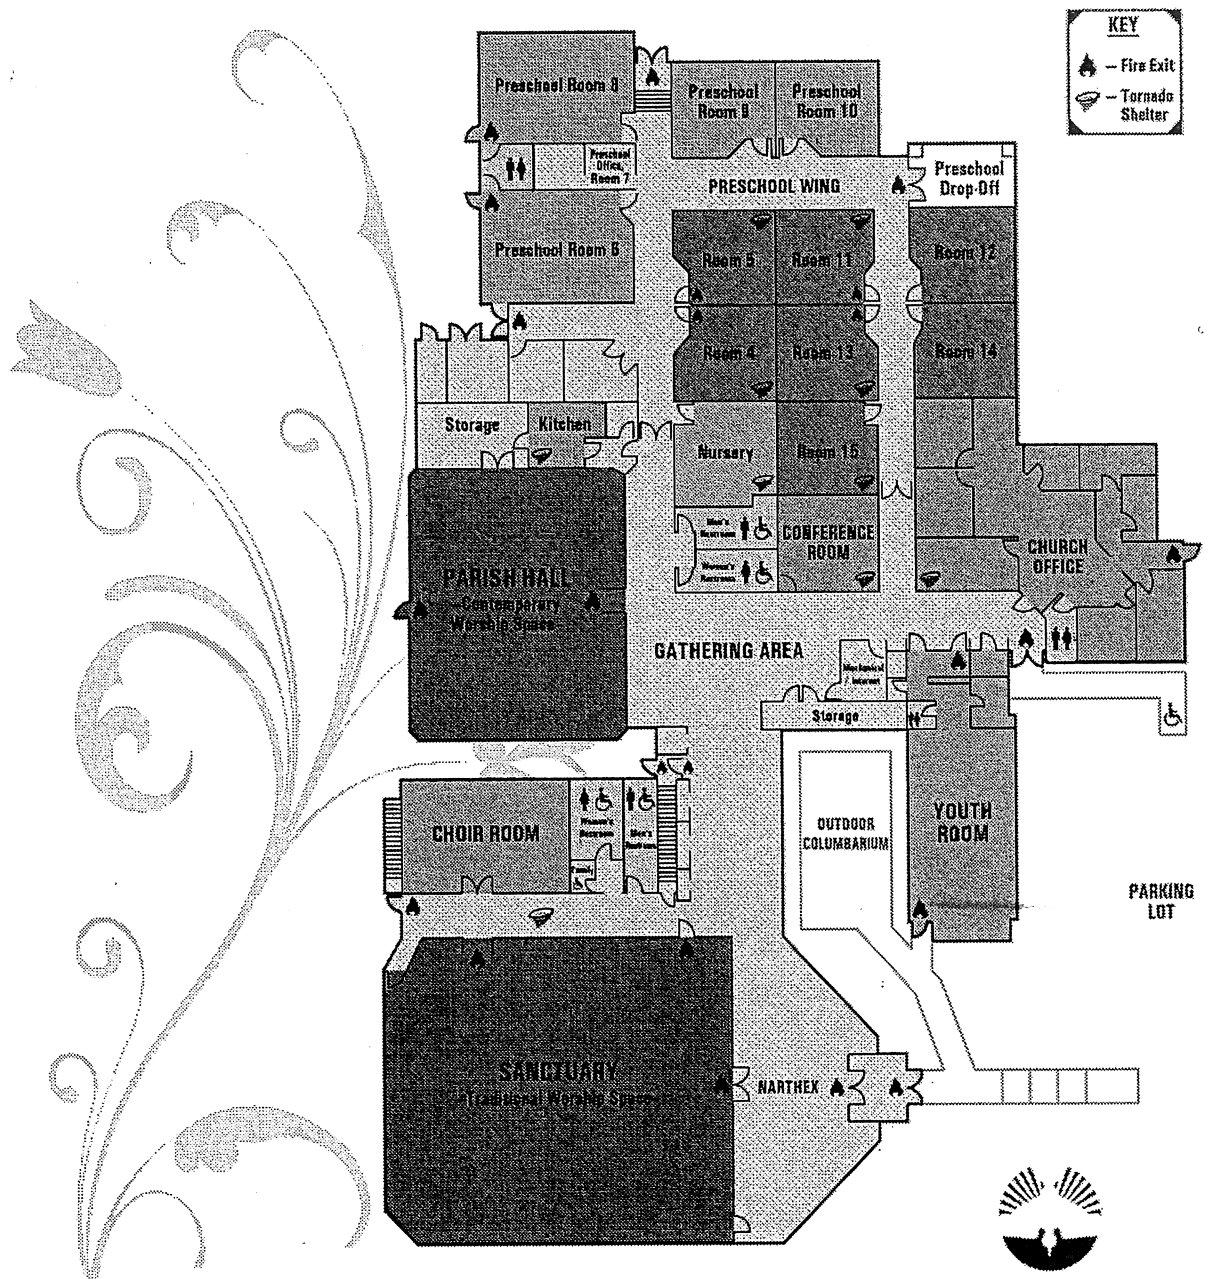 KEY
– Fire Exit
– Tornado
Shelter
Preschool Room 8
Preschool
Room 9
Preschool
Room 10
Preschool
Office,
Room 7
PRESCHOOL WING
Preschool
Drop-Off
Preschool Room 6
Room 5
Room 11
Room 12
Room 4
Room 13
Room 14
Storage
Kitchen
Nursery
Room 15
Men's
Restroom
Women's
Restroom
CONFERENCE
ROOM
CHURCH
OFFICE
PARISH HALL
–Contemporary
Worship Space–
GATHERING AREA
Mechanical
/ Internet
Storage
CHOIR ROOM
Women's
Restroom
Men's
Restroom
Family
OUTDOOR
COLUMBARIUM
YOUTH
ROOM
PARKING
LOT
SANCTUARY
–Traditional Worship Space–
NARTHEX